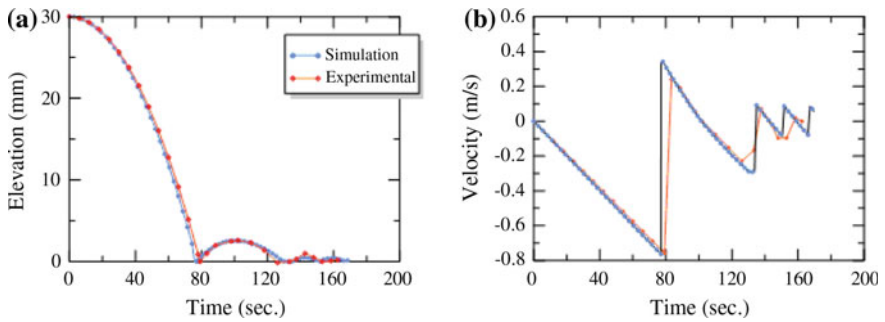 (a)
30
20
10
0
Elevation (mm)
0 40 80 120 160 200
Time (sec.)
Simulation
Experimental
(b)
0.6
0.4
0.2
0
-0.2
-0.4
-0.6
-0.8
Velocity (m/s)
0 40 80 120 160 200
Time (sec.)